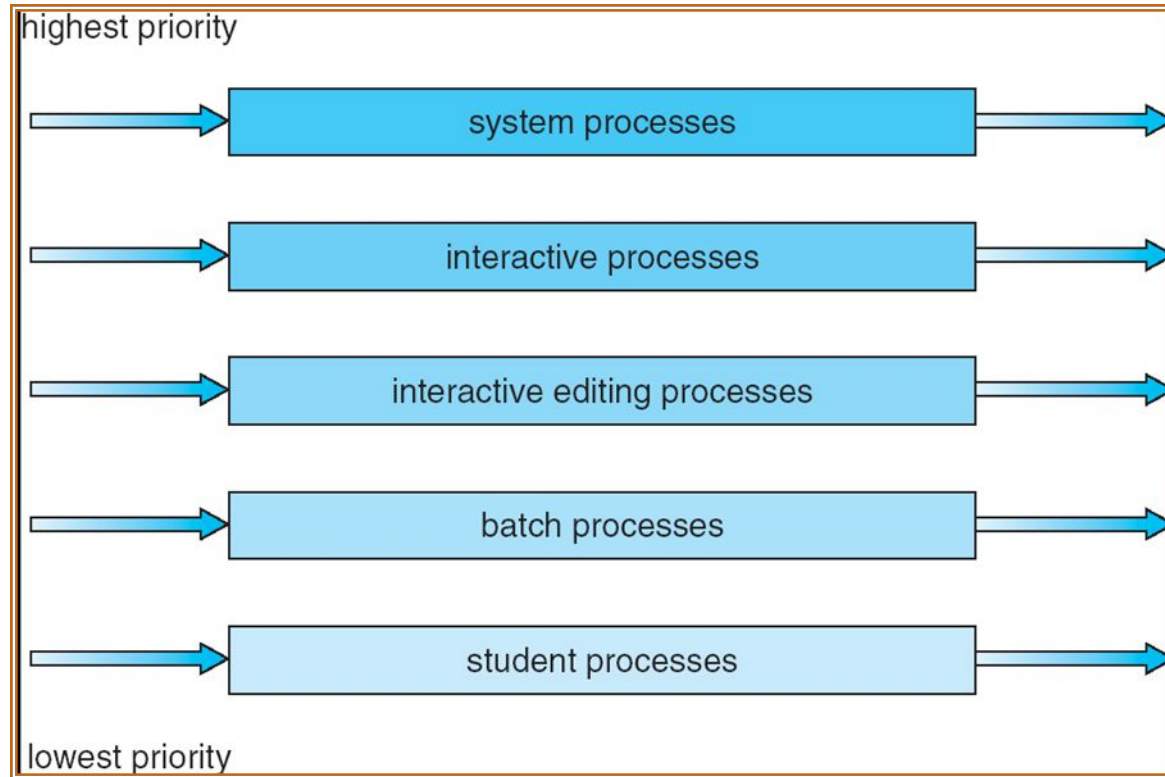 highest priority
system processes
interactive processes
interactive editing processes
batch processes
student processes
lowest priority